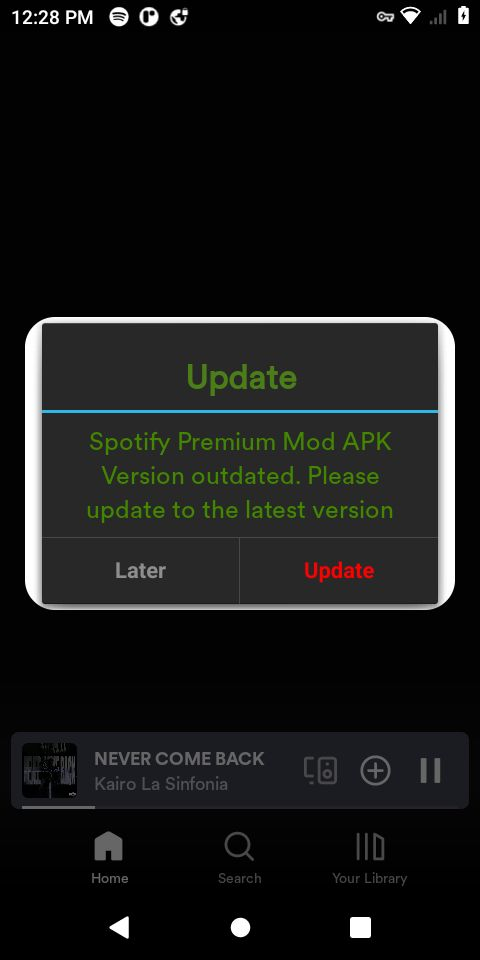 12:28 PM
Update
Spotify Premium Mod APK
Version outdated. Please
update to the latest version
Later
Update
NEVER COME BACK
Kairo La Sinfonia
Home
Search
Your Library